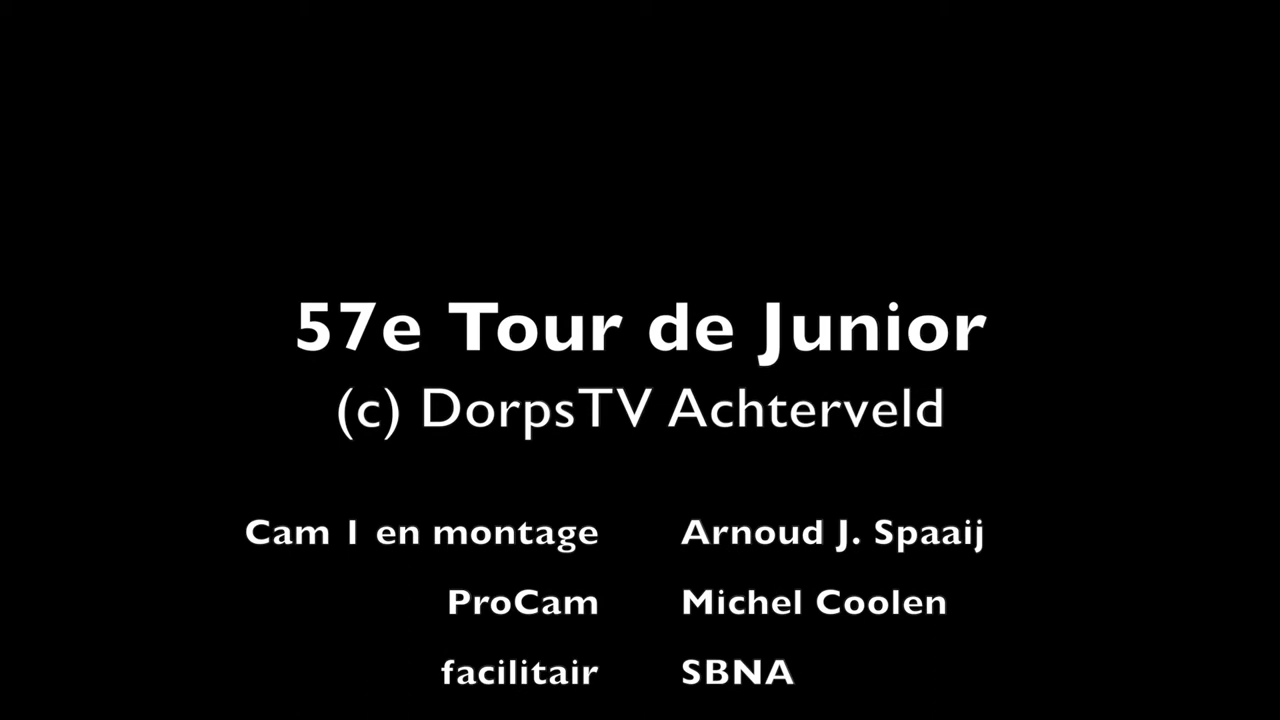 57e Tour de Junior
(c) DorpsTV Achterveld
Cam 1 en montage Arnoud J. Spaaij
ProCam Michel Coolen
facilitair SBNA